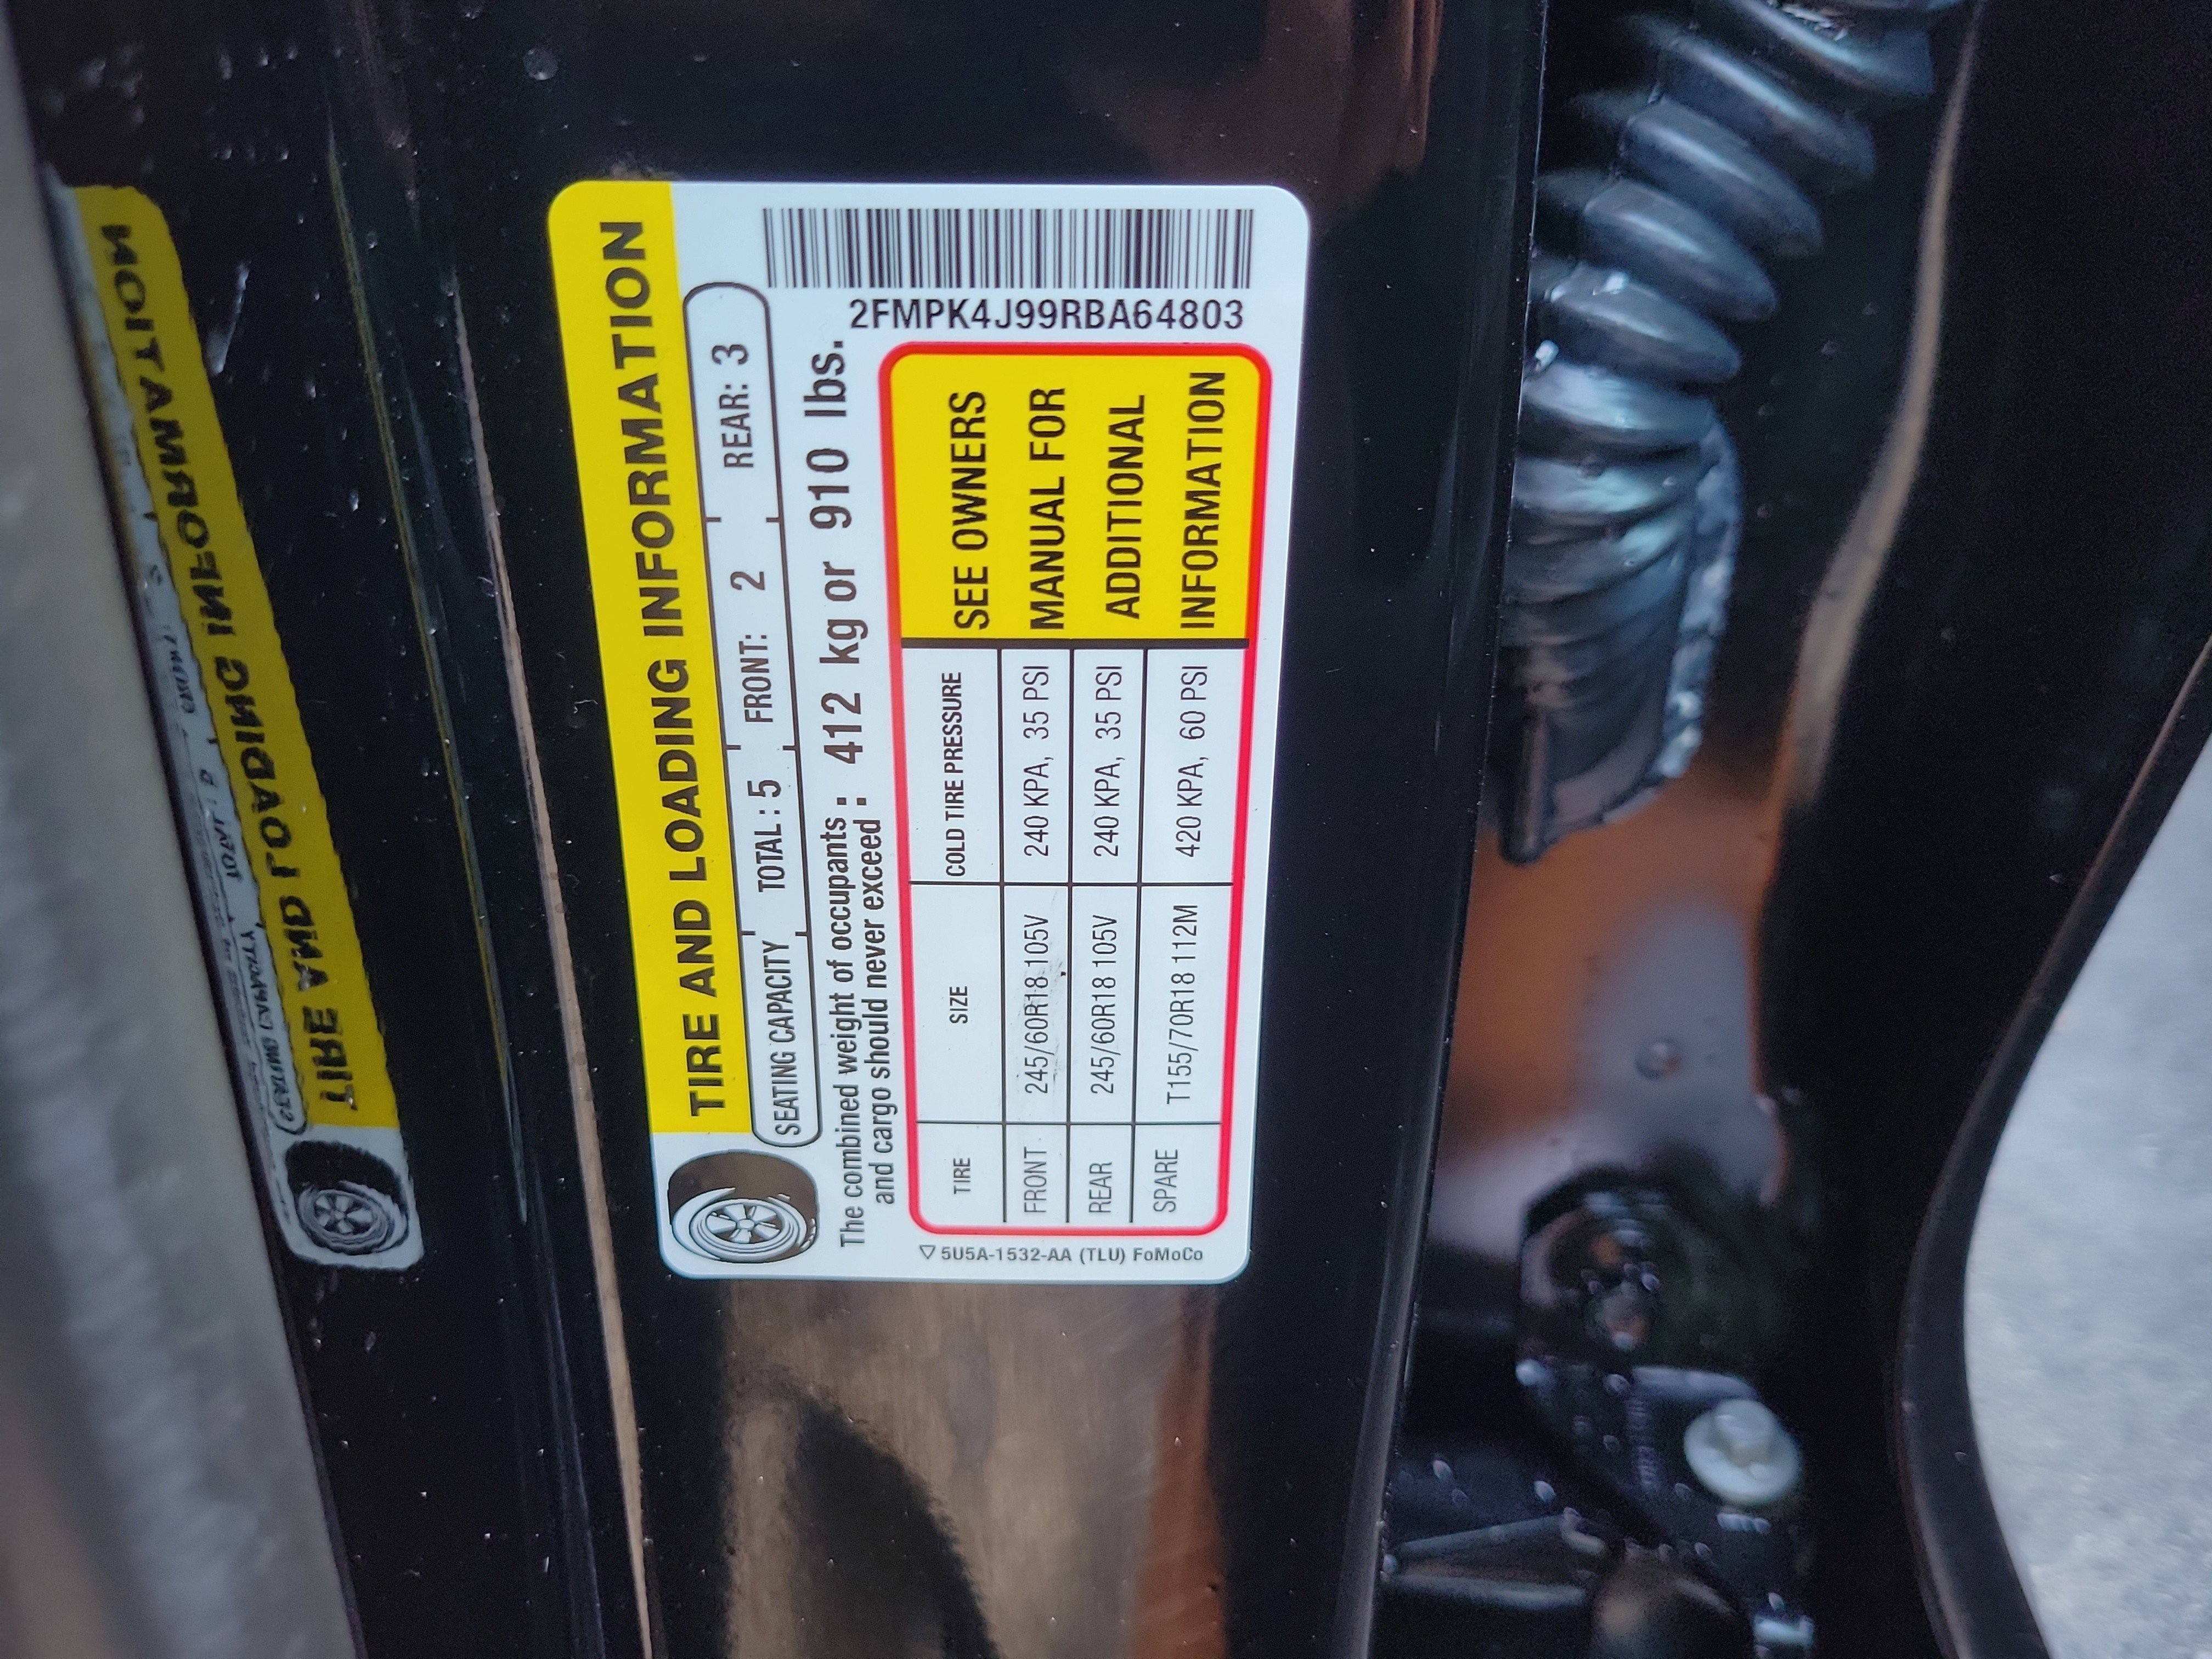 TIRE AND LOADING INFORMATION
SEATING CAPACITY TOTAL : 5 FRONT: 2 REAR: 3
The combined weight of occupants : 412 kg or 910 lbs.
and cargo should never exceed :
TIRE SIZE COLD TIRE PRESSURE
FRONT 245/60R18 105V 240 KPA, 35 PSI
REAR 245/60R18 105V 240 KPA, 35 PSI
SPARE T155/70R18 112M 420 KPA, 60 PSI
SEE OWNERS
MANUAL FOR
ADDITIONAL
INFORMATION
2FMPK4J99RBA64803
5U5A-1532-AA (TLU) FoMoCo
TIRE AND LOADING INFORMATION